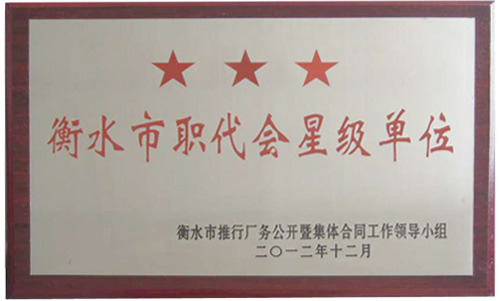 衡水市职代会星级单位
衡水市推行厂务公开暨集体合同工作领导小组
二〇一二年十二月